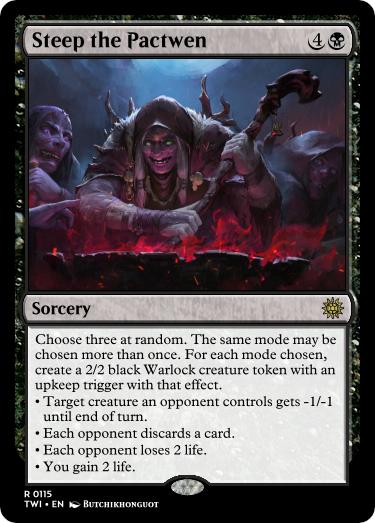 Steep the Pactwen 4
Sorcery
Choose three at random. The same mode may be
chosen more than once. For each mode chosen,
create a 2/2 black Warlock creature token with an
upkeep trigger with that effect.
• Target creature an opponent controls gets -1/-1
until end of turn.
• Each opponent discards a card.
• Each opponent loses 2 life.
• You gain 2 life.
R 0115
TWI • EN Butchikhonguot